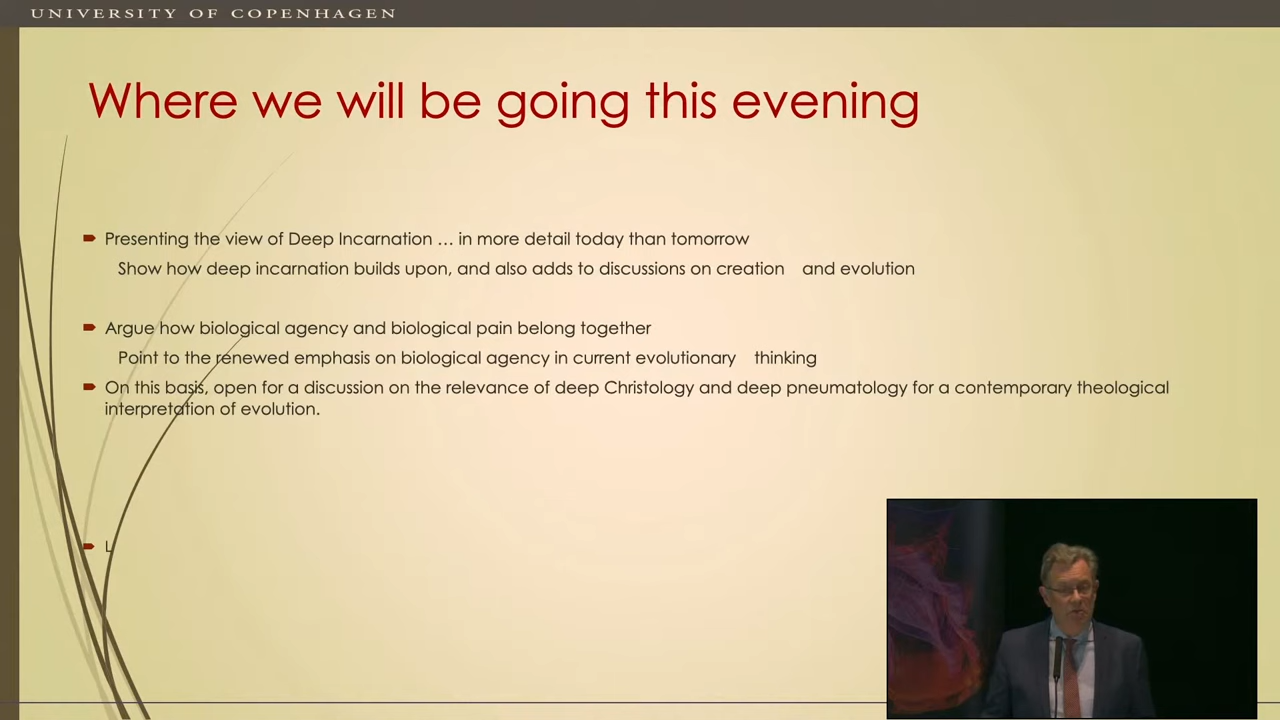 UNIVERSITY OF COPENHAGEN
Where we will be going this evening
Presenting the view of Deep Incarnation … in more detail today than tomorrow
Show how deep incarnation builds upon, and also adds to discussions on creation and evolution
Argue how biological agency and biological pain belong together
Point to the renewed emphasis on biological agency in current evolutionary thinking
On this basis, open for a discussion on the relevance of deep Christology and deep pneumatology for a contemporary theological
interpretation of evolution.
L